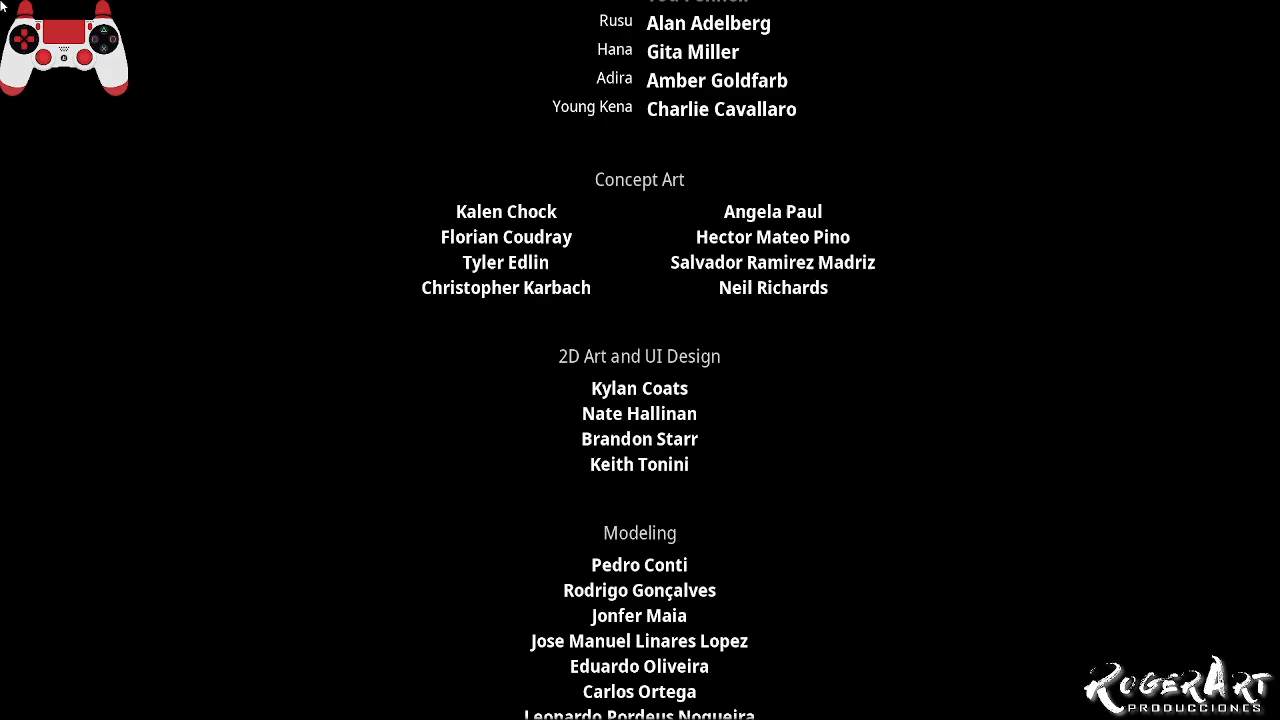 Rusu Alan Adelberg
Hana Gita Miller
Adira Amber Goldfarb
Young Kena Charlie Cavallaro
Concept Art
Kalen Chock Angela Paul
Florian Coudray Hector Mateo Pino
Tyler Edlin Salvador Ramirez Madriz
Christopher Karbach Neil Richards
2D Art and UI Design
Kylan Coats
Nate Hallinan
Brandon Starr
Keith Tonini
Modeling
Pedro Conti
Rodrigo Gonçalves
Jonfer Maia
Jose Manuel Linares Lopez
Eduardo Oliveira
Carlos Ortega
Leonardo Pordeus Nogueira
RogerArt
PRODUCCIONES